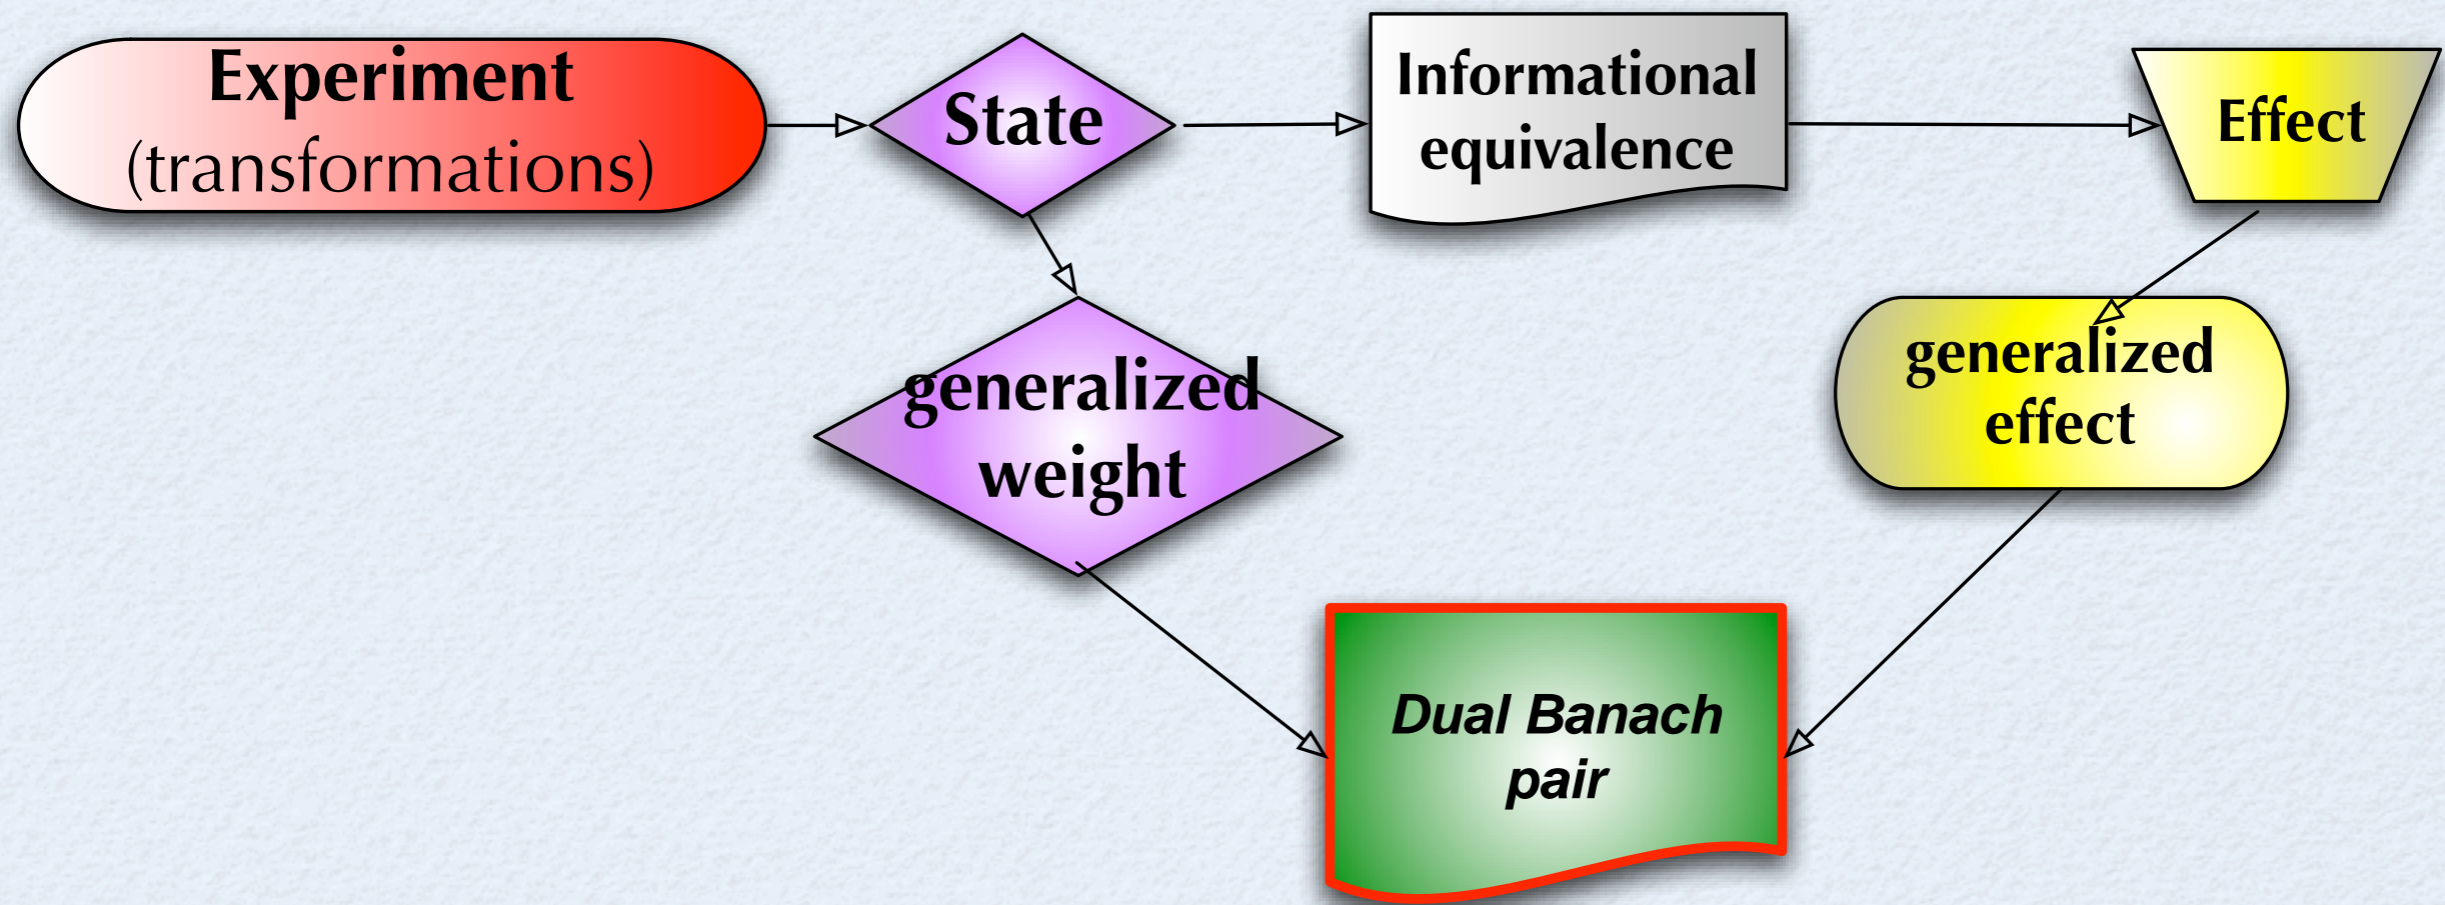 Experiment
(transformations)
State
Informational
equivalence
Effect
generalized
weight
generalized
effect
Dual Banach
pair